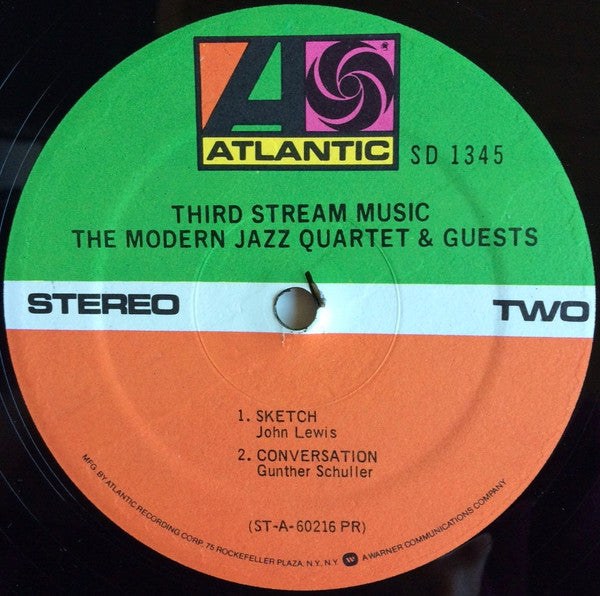 ATLANTIC
SD 1345
THIRD STREAM MUSIC
THE MODERN JAZZ QUARTET & GUESTS
STEREO
TWO
1. SKETCH
John Lewis
2. CONVERSATION
Gunther Schuller
(ST-A-60216 PR)
MFG. BY ATLANTIC RECORDING CORP. 75 ROCKEFELLER PLAZA, N.Y., N.Y. W A WARNER COMMUNICATIONS COMPANY